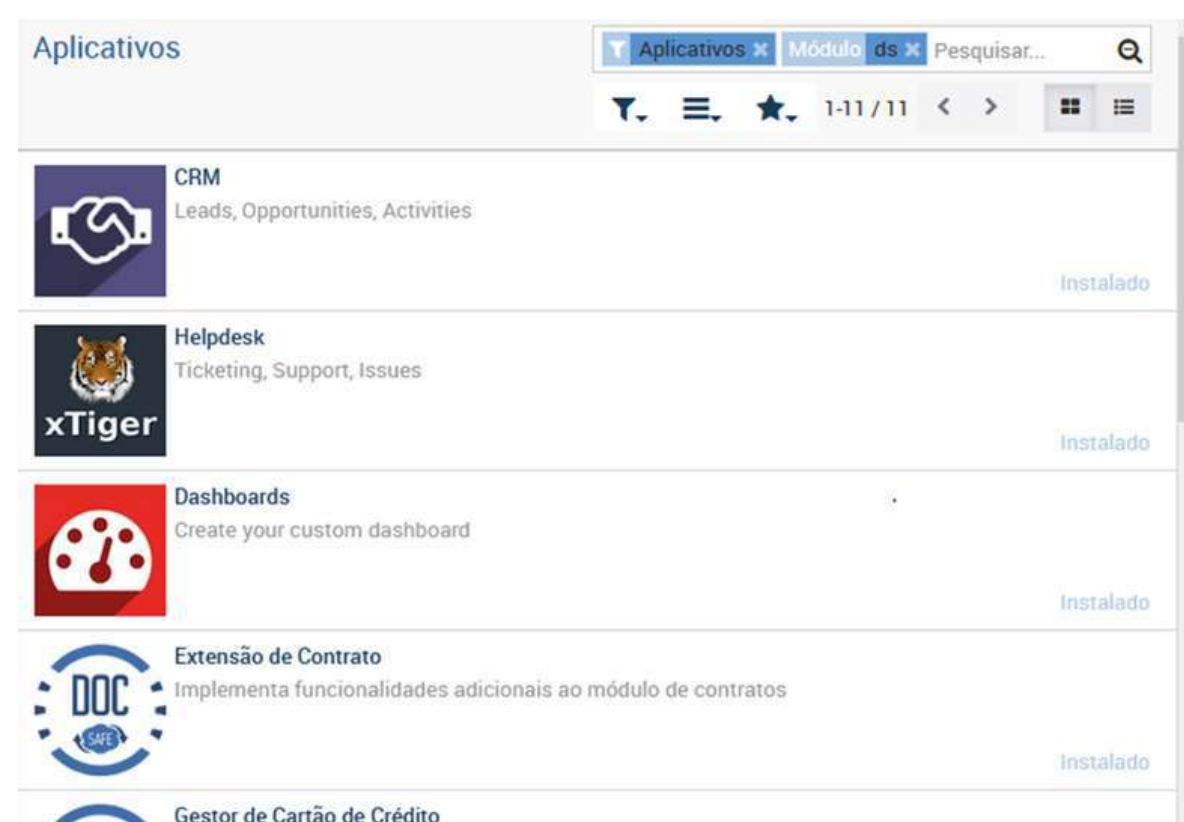 Aplicativos
Aplicativos × Módulo ds × Pesquisar...
1-11 / 11
CRM
Leads, Opportunities, Activities
Instalado
xTiger
Helpdesk
Ticketing, Support, Issues
Instalado
Dashboards
Create your custom dashboard
Instalado
DOC
SAFE
Extensão de Contrato
Implementa funcionalidades adicionais ao módulo de contratos
Instalado
Gestor de Cartão de Crédito